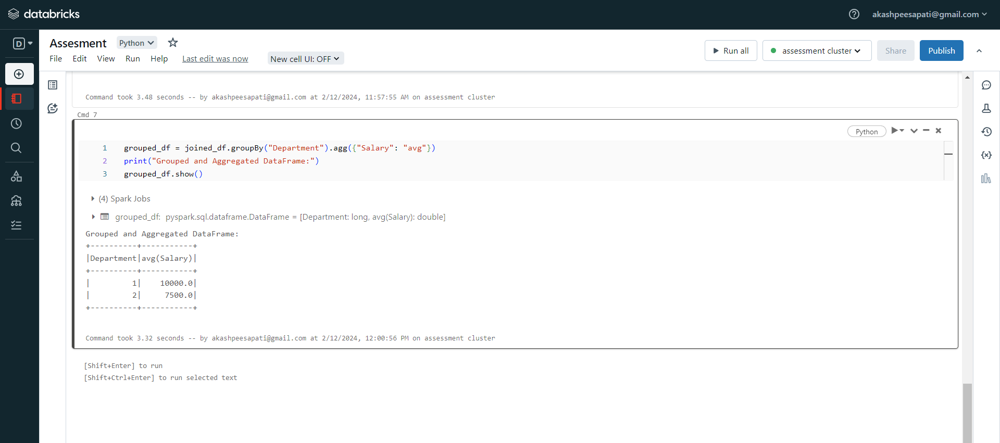 databricks
akashpeesapati@gmail.com
D
Assesment Python
File Edit View Run Help Last edit was now New cell UI: OFF
Run all assessment cluster Share Publish
Command took 3.48 seconds -- by akashpeesapati@gmail.com at 2/12/2024, 11:57:55 AM on assessment cluster
Cmd 7
Python
1 grouped_df = joined_df.groupBy("Department").agg({"Salary": "avg"})
2 print("Grouped and Aggregated DataFrame:")
3 grouped_df.show()
(4) Spark Jobs
grouped_df: pyspark.sql.dataframe.DataFrame = [Department: long, avg(Salary): double]
Grouped and Aggregated DataFrame:
+----------+-----------+
|Department|avg(Salary)|
+----------+-----------+
|         1|    10000.0|
|         2|     7500.0|
+----------+-----------+
Command took 3.32 seconds -- by akashpeesapati@gmail.com at 2/12/2024, 12:00:56 PM on assessment cluster
[Shift+Enter] to run
[Shift+Ctrl+Enter] to run selected text